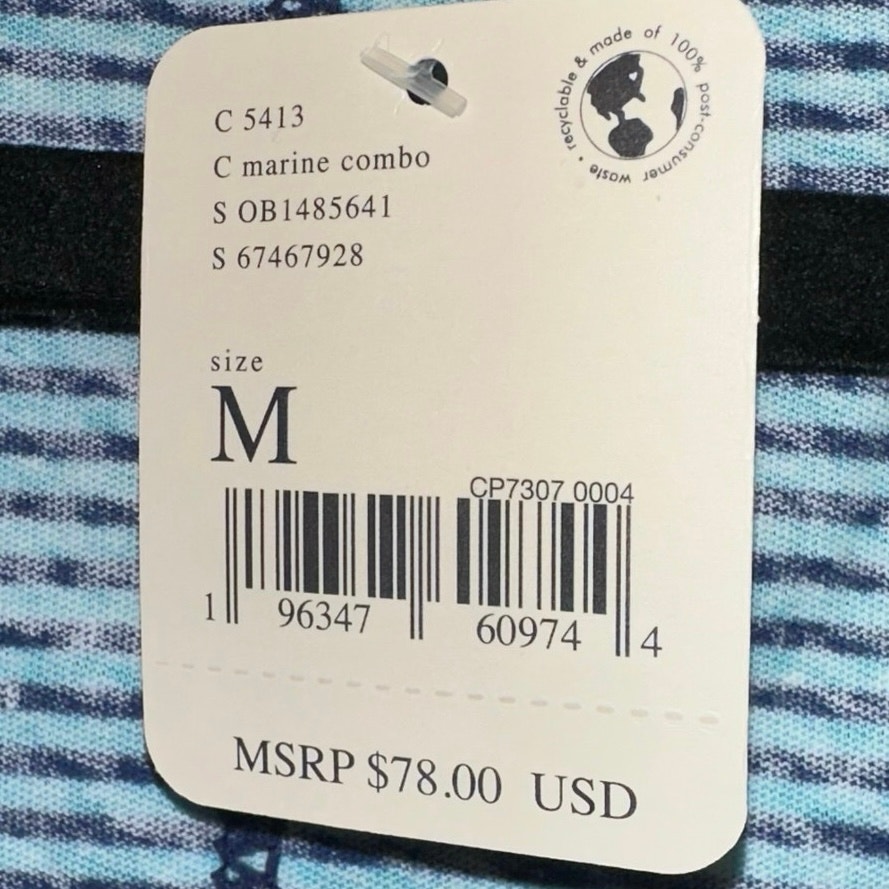 C 5413
C marine combo
S OB1485641
S 67467928
recyclable & made of 100% post-consumer waste •
size
M
CP7307 0004
1 96347 60974 4
MSRP $78.00 USD